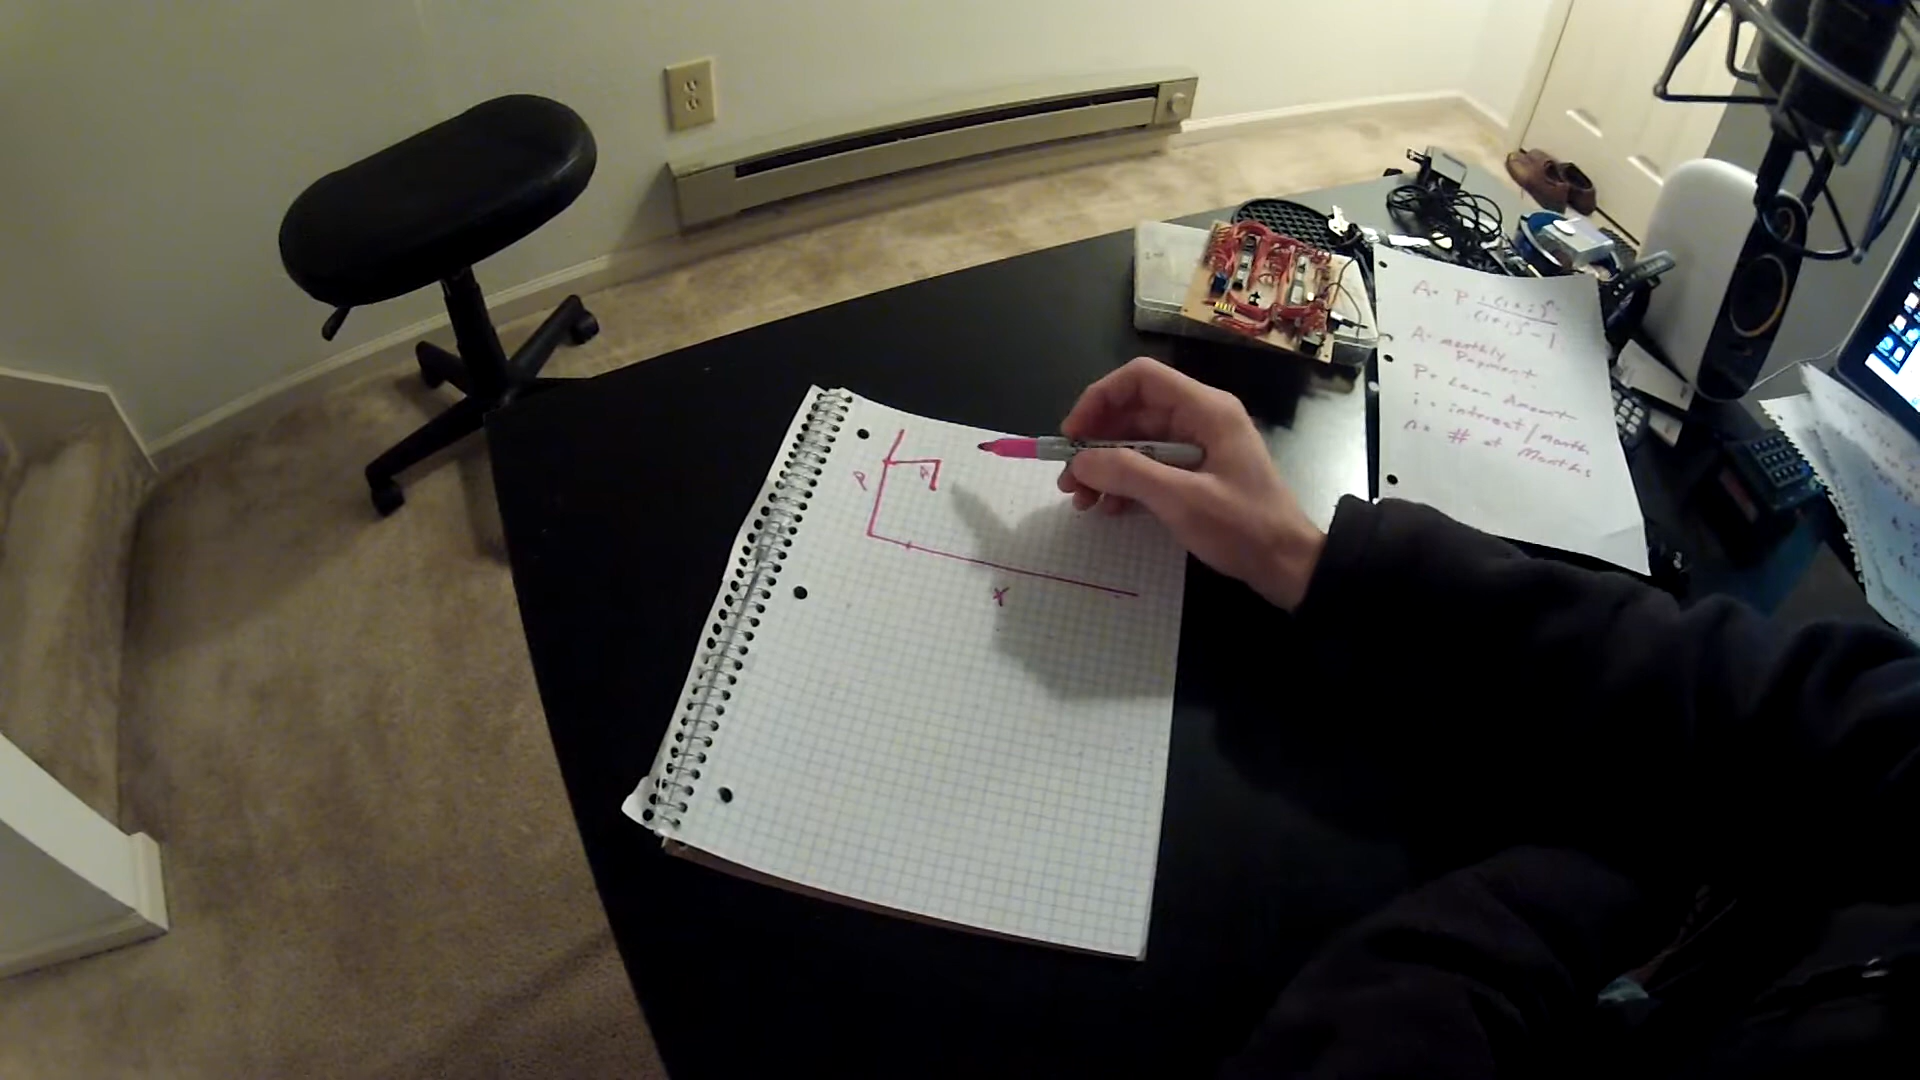 P
A
x
A = P i(1+i)^n
(1+i)^n - 1
A = monthly
Payment
P = Loan Amount
i = interest/month
n = # of Months